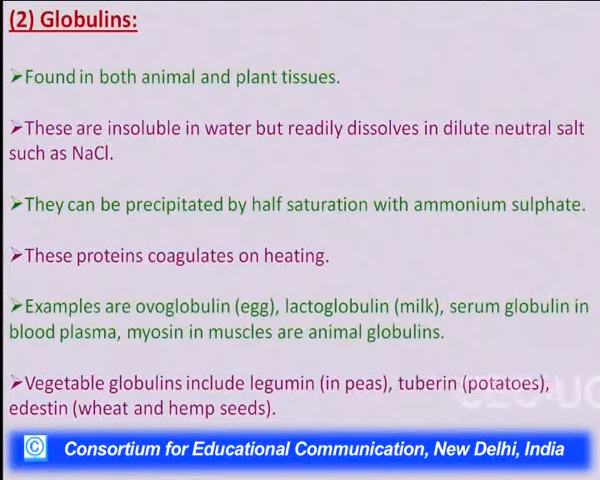 (2) Globulins:
➤Found in both animal and plant tissues.
➤These are insoluble in water but readily dissolves in dilute neutral salt
such as NaCl.
➤They can be precipitated by half saturation with ammonium sulphate.
➤These proteins coagulates on heating.
➤Examples are ovoglobulin (egg), lactoglobulin (milk), serum globulin in
blood plasma, myosin in muscles are animal globulins.
➤Vegetable globulins include legumin (in peas), tuberin (potatoes),
edestin (wheat and hemp seeds).
© Consortium for Educational Communication, New Delhi, India